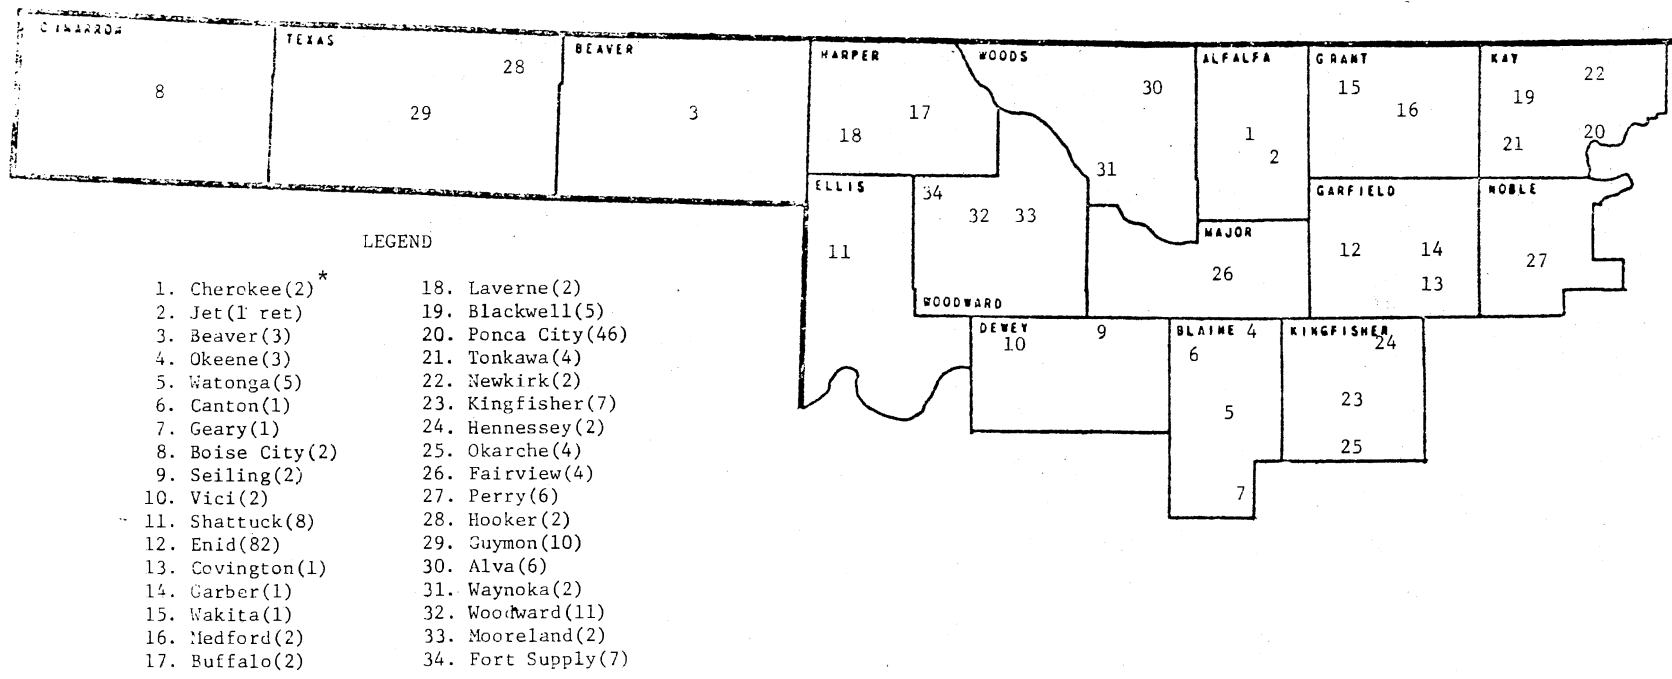 CIMARRON
TEXAS
BEAVER
HARPER
WOODS
ALFALFA
GRANT
KAY
28
30
15
22
8
29
3
17
18
16
19
1
2
31
21
20
ELLIS
34
32
33
GARFIELD
NOBLE
11
MAJOR
26
12
14
13
27
WOODWARD
DEWEY
10
9
BLAINE 4
6
KINGFISHER
24
5
23
25
7
LEGEND
1. Cherokee(2)*
2. Jet(1 ret)
3. Beaver(3)
4. Okeene(3)
5. Watonga(5)
6. Canton(1)
7. Geary(1)
8. Boise City(2)
9. Seiling(2)
10. Vici(2)
11. Shattuck(8)
12. Enid(82)
13. Covington(1)
14. Garber(1)
15. Wakita(1)
16. Medford(2)
17. Buffalo(2)
18. Laverne(2)
19. Blackwell(5)
20. Ponca City(46)
21. Tonkawa(4)
22. Newkirk(2)
23. Kingfisher(7)
24. Hennessey(2)
25. Okarche(4)
26. Fairview(4)
27. Perry(6)
28. Hooker(2)
29. Guymon(10)
30. Alva(6)
31. Waynoka(2)
32. Woodward(11)
33. Mooreland(2)
34. Fort Supply(7)